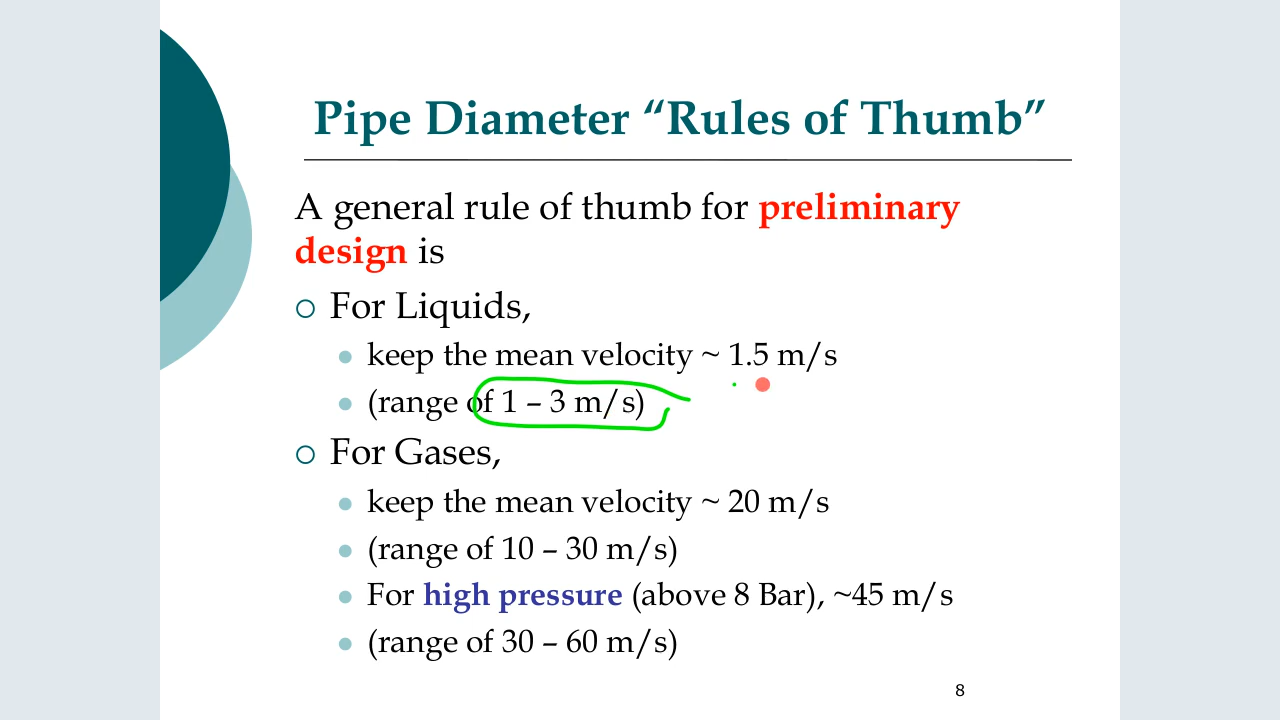 Pipe Diameter “Rules of Thumb”
A general rule of thumb for preliminary
design is
For Liquids,
keep the mean velocity ~ 1.5 m/s
(range of 1 – 3 m/s)
For Gases,
keep the mean velocity ~ 20 m/s
(range of 10 – 30 m/s)
For high pressure (above 8 Bar), ~45 m/s
(range of 30 – 60 m/s)
8